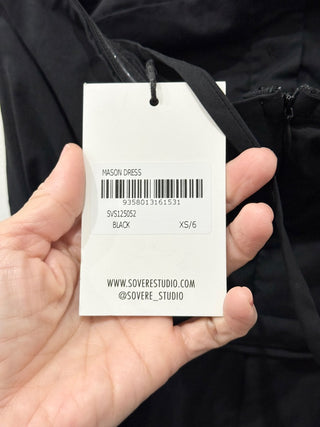 MASON DRESS
9358013161531
SVS125052
BLACK XS/6
WWW.SOVERESTUDIO.COM
@SOVERE_STUDIO